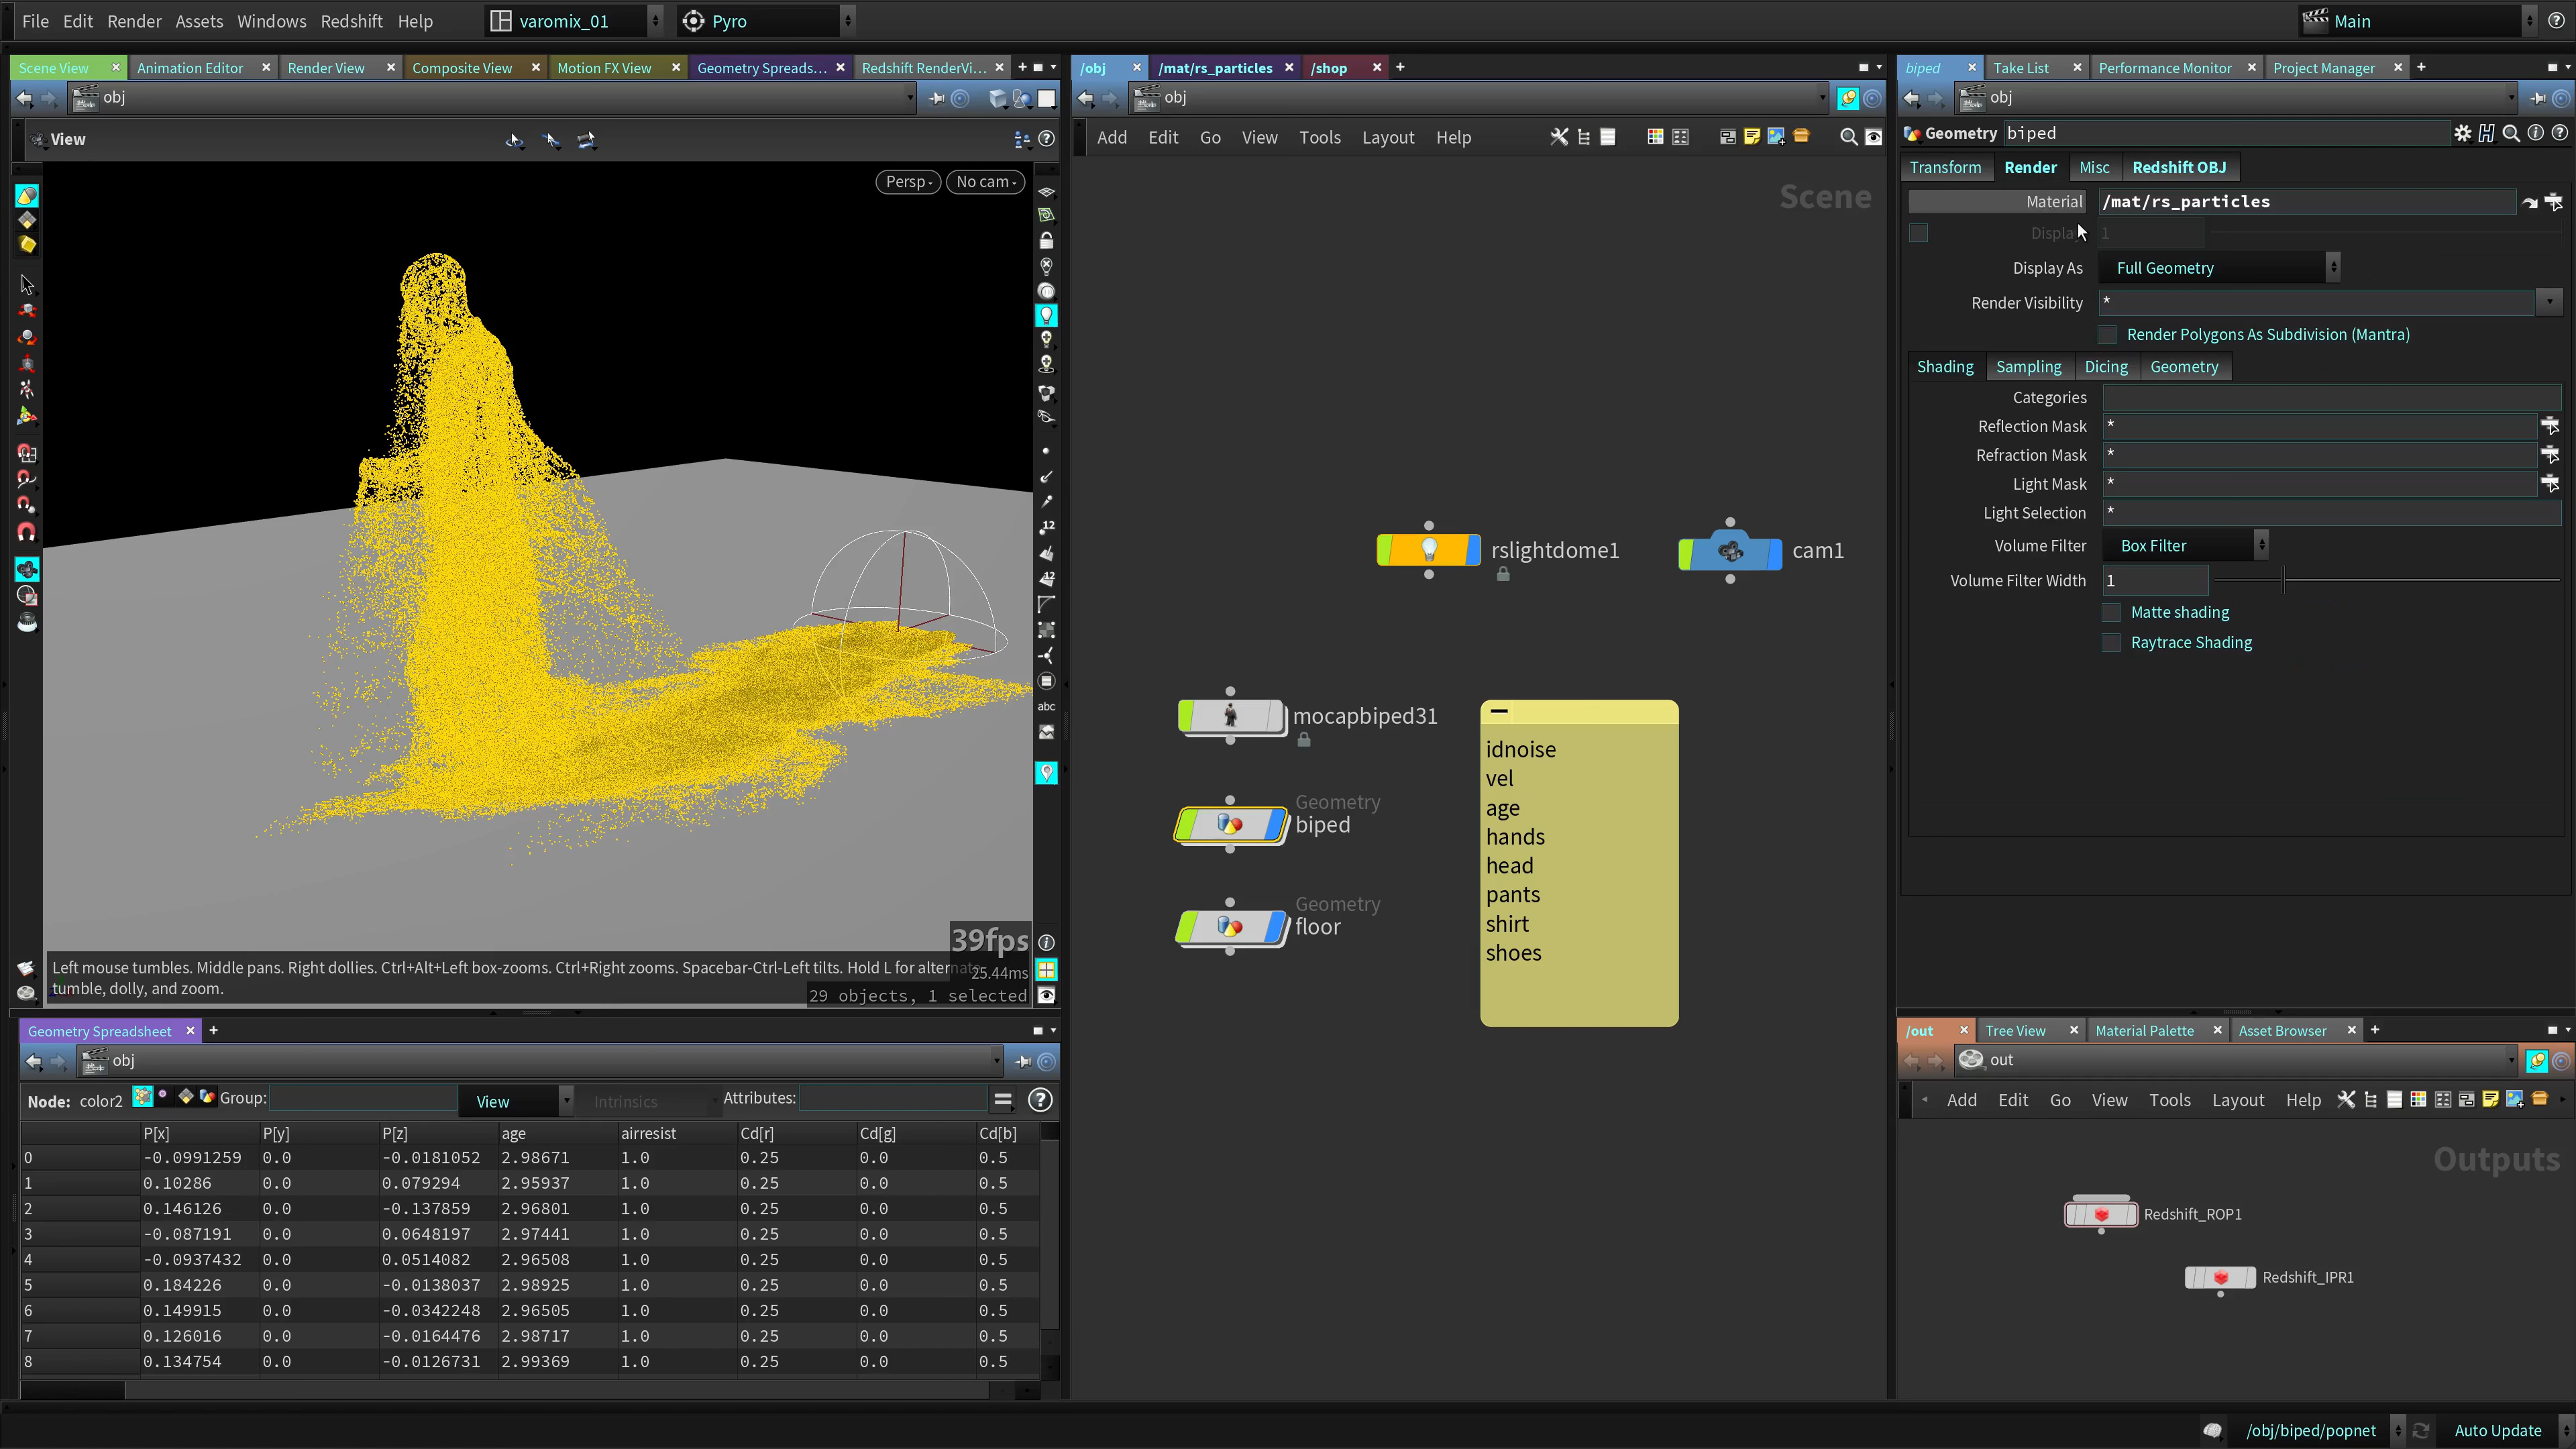 File Edit Render Assets Windows Redshift Help varomix_01 Pyro Main
Scene View Animation Editor Render View Composite View Motion FX View Geometry Spreads... Redshift RenderVi...
obj
View
Persp No cam
39fps
Left mouse tumbles. Middle pans. Right dollies. Ctrl+Alt+Left box-zooms. Ctrl+Right zooms. Spacebar-Ctrl-Left tilts. Hold L for alternate
25.44ms
tumble, dolly, and zoom.
29 objects, 1 selected
12
12
abc
Geometry Spreadsheet
obj
Node: color2 Group: View Intrinsics Attributes:
P[x] P[y] P[z] age airresist Cd[r] Cd[g] Cd[b]
0 -0.0991259 0.0 -0.0181052 2.98671 1.0 0.25 0.0 0.5
1 0.10286 0.0 0.079294 2.95937 1.0 0.25 0.0 0.5
2 0.146126 0.0 -0.137859 2.96801 1.0 0.25 0.0 0.5
3 -0.087191 0.0 0.0648197 2.97441 1.0 0.25 0.0 0.5
4 -0.0937432 0.0 0.0514082 2.96508 1.0 0.25 0.0 0.5
5 0.184226 0.0 -0.0138037 2.98925 1.0 0.25 0.0 0.5
6 0.149915 0.0 -0.0342248 2.96505 1.0 0.25 0.0 0.5
7 0.126016 0.0 -0.0164476 2.98717 1.0 0.25 0.0 0.5
8 0.134754 0.0 -0.0126731 2.99369 1.0 0.25 0.0 0.5
/obj /mat/rs_particles /shop
obj
Add Edit Go View Tools Layout Help
Scene
rslightdome1
cam1
mocapbiped31
Geometry
biped
Geometry
floor
idnoise
vel
age
hands
head
pants
shirt
shoes
biped Take List Performance Monitor Project Manager
obj
Geometry biped
Transform Render Misc Redshift OBJ
Material /mat/rs_particles
Display 1
Display As Full Geometry
Render Visibility *
Render Polygons As Subdivision (Mantra)
Shading Sampling Dicing Geometry
Categories
Reflection Mask *
Refraction Mask *
Light Mask *
Light Selection *
Volume Filter Box Filter
Volume Filter Width 1
Matte shading
Raytrace Shading
/out Tree View Material Palette Asset Browser
out
Add Edit Go View Tools Layout Help
Outputs
Redshift_ROP1
Redshift_IPR1
/obj/biped/popnet Auto Update